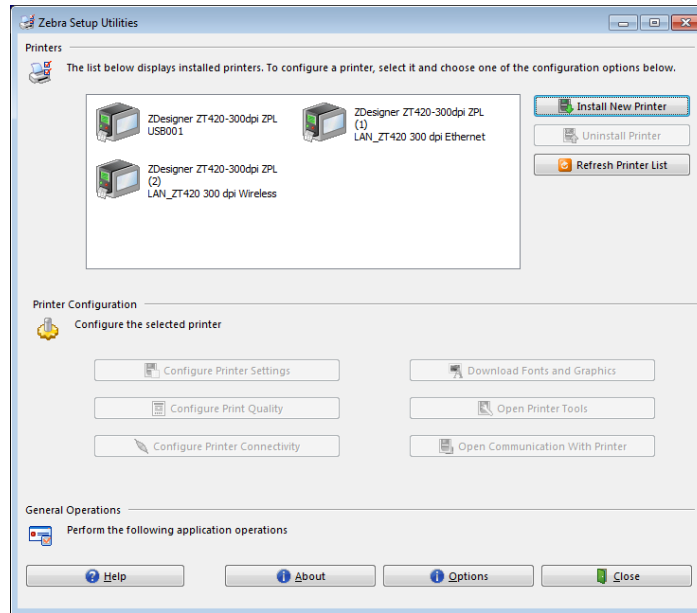 Zebra Setup Utilities
Printers
The list below displays installed printers. To configure a printer, select it and choose one of the configuration options below.
ZDesigner ZT420-300dpi ZPL
USB001
ZDesigner ZT420-300dpi ZPL
(1)
LAN_ZT420 300 dpi Ethernet
ZDesigner ZT420-300dpi ZPL
(2)
LAN_ZT420 300 dpi Wireless
Install New Printer
Uninstall Printer
Refresh Printer List
Printer Configuration
Configure the selected printer
Configure Printer Settings
Download Fonts and Graphics
Configure Print Quality
Open Printer Tools
Configure Printer Connectivity
Open Communication With Printer
General Operations
Perform the following application operations
Help
About
Options
Close